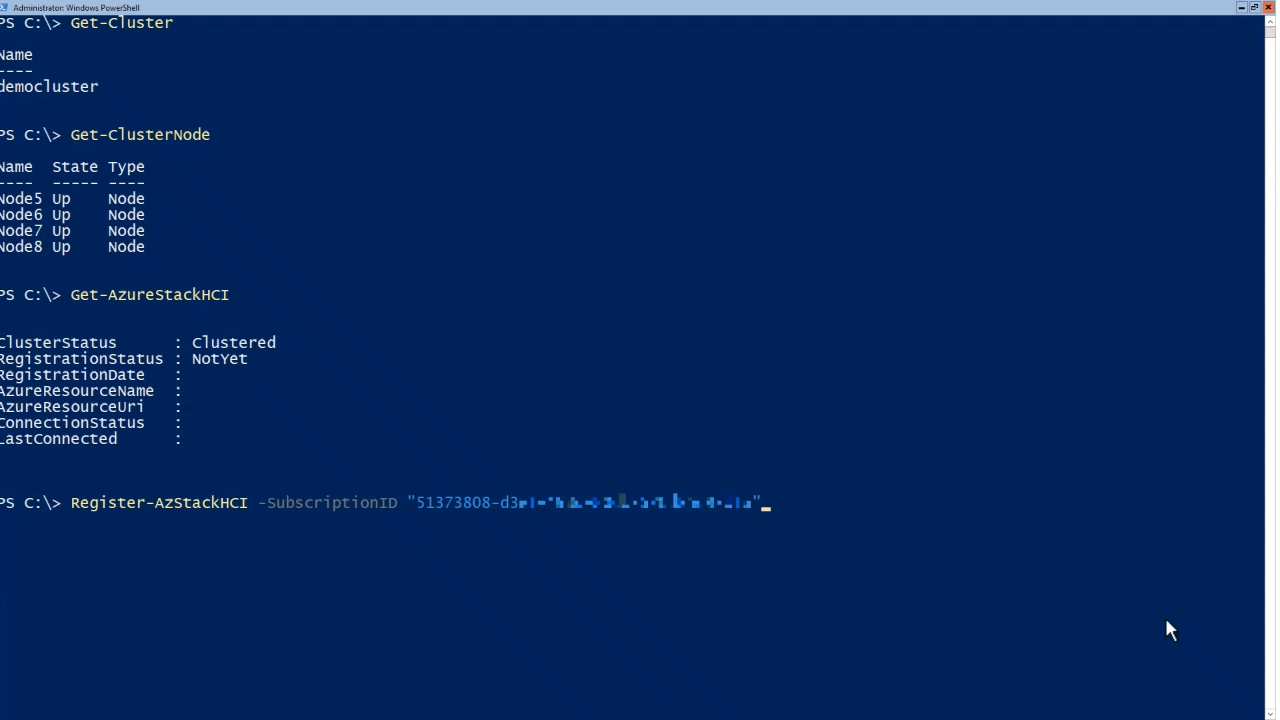 Administrator: Windows PowerShell
PS C:\> Get-Cluster
Name
----
democluster
PS C:\> Get-ClusterNode
Name  State Type
----  ----- ----
Node5 Up    Node
Node6 Up    Node
Node7 Up    Node
Node8 Up    Node
PS C:\> Get-AzureStackHCI
ClusterStatus      : Clustered
RegistrationStatus : NotYet
RegistrationDate   :
AzureResourceName  :
AzureResourceUri   :
ConnectionStatus   :
LastConnected      :
PS C:\> Register-AzStackHCI -SubscriptionID "51373808-d3